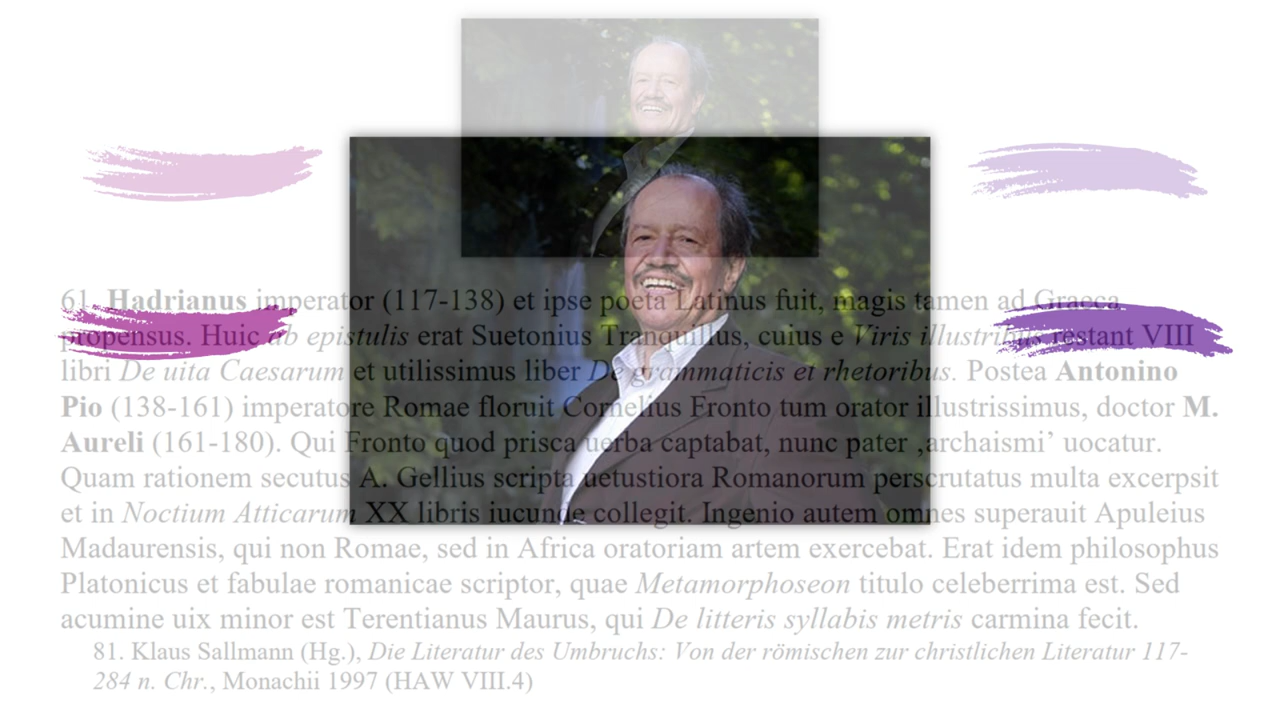 61. Hadrianus imperator (117-138) et ipse poeta Latinus fuit, magis tamen ad Graeca
propensus. Huic ab epistulis erat Suetonius Tranquillus, cuius e Viris illustribus restant VIII
libri De uita Caesarum et utilissimus liber De grammaticis et rhetoribus. Postea Antonino
Pio (138-161) imperatore Romae floruit Cornelius Fronto tum orator illustrissimus, doctor M.
Aureli (161-180). Qui Fronto quod prisca uerba captabat, nunc pater ‚archaismi’ uocatur.
Quam rationem secutus A. Gellius scripta uetustiora Romanorum perscrutatus multa excerpsit
et in Noctium Atticarum XX libris iucunde collegit. Ingenio autem omnes superauit Apuleius
Madaurensis, qui non Romae, sed in Africa oratoriam artem exercebat. Erat idem philosophus
Platonicus et fabulae romanicae scriptor, quae Metamorphoseon titulo celeberrima est. Sed
acumine uix minor est Terentianus Maurus, qui De litteris syllabis metris carmina fecit.
81. Klaus Sallmann (Hg.), Die Literatur des Umbruchs: Von der römischen zur christlichen Literatur 117-
284 n. Chr., Monachii 1997 (HAW VIII.4)